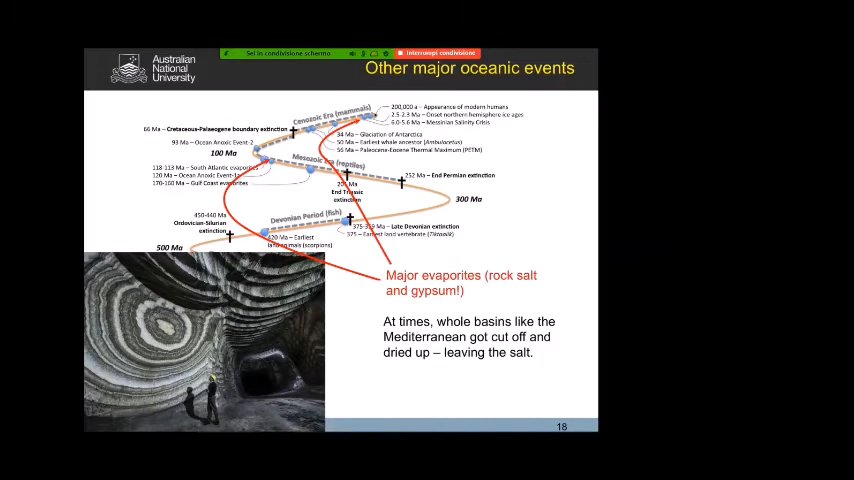 Sei in condivisione schermo
Interrompi condivisione
Australian
National
University
Other major oceanic events
Cenozoic Era (mammals)
200,000 a – Appearance of modern humans
2.5-2.3 Ma – Onset northern hemisphere ice ages
6.0-5.6 Ma – Messinian Salinity Crisis
66 Ma – Cretaceous-Palaeogene boundary extinction
34 Ma – Glaciation of Antarctica
50 Ma – Earliest whale ancestor (Ambulocetus)
56 Ma – Paleocene-Eocene Thermal Maximum (PETM)
93 Ma – Ocean Anoxic Event-2
100 Ma
Mesozoic Era (reptiles)
118-113 Ma – South Atlantic evaporites
120 Ma – Ocean Anoxic Event-1a
170-160 Ma – Gulf Coast evaporites
252 Ma – End Permian extinction
Ma
End Triassic
extinction
300 Ma
Devonian Period (fish)
450-440 Ma
Ordovician-Silurian
extinction
Ma – Late Devonian extinction
375 – Earliest land vertebrate (Tiktaalik)
420 Ma – Earliest
land animals (scorpions)
500 Ma
Major evaporites (rock salt
and gypsum!)
At times, whole basins like the
Mediterranean got cut off and
dried up – leaving the salt.
18